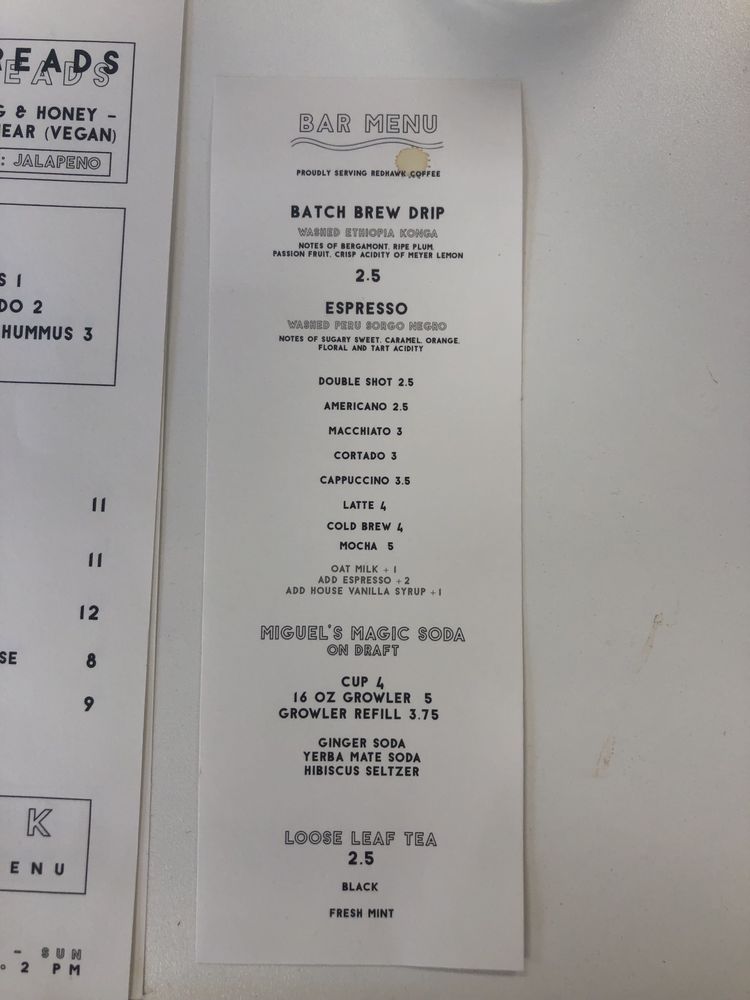 READS
EADS
& HONEY –
EAR (VEGAN)
: JALAPENO
S 1
DO 2
HUMMUS 3
11
11
12
SE 8
9
K
ENU
– SUN
2 PM
BAR MENU
PROUDLY SERVING REDHAWK COFFEE
BATCH BREW DRIP
WASHED ETHIOPIA KONGA
NOTES OF BERGAMONT, RIPE PLUM,
PASSION FRUIT, CRISP ACIDITY OF MEYER LEMON
2.5
ESPRESSO
WASHED PERU SORGO NEGRO
NOTES OF SUGARY SWEET, CARAMEL, ORANGE,
FLORAL AND TART ACIDITY
DOUBLE SHOT 2.5
AMERICANO 2.5
MACCHIATO 3
CORTADO 3
CAPPUCCINO 3.5
LATTE 4
COLD BREW 4
MOCHA 5
OAT MILK + 1
ADD ESPRESSO + 2
ADD HOUSE VANILLA SYRUP + 1
MIGUEL'S MAGIC SODA
ON DRAFT
CUP 4
16 OZ GROWLER 5
GROWLER REFILL 3.75
GINGER SODA
YERBA MATE SODA
HIBISCUS SELTZER
LOOSE LEAF TEA
2.5
BLACK
FRESH MINT